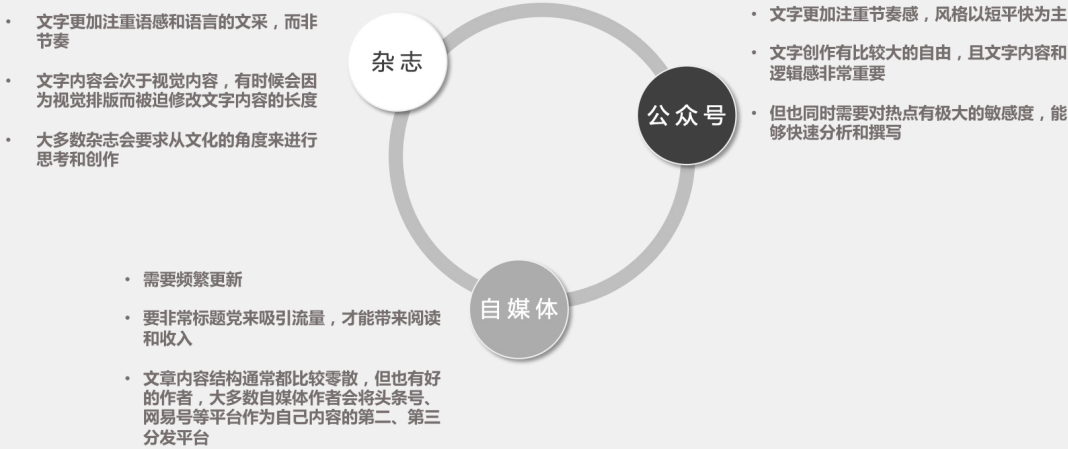 杂志
• 文字更加注重语感和语言的文采，而非
节奏
• 文字内容会次于视觉内容，有时候会因
为视觉排版而被迫修改文字内容的长度
• 大多数杂志会要求从文化的角度来进行
思考和创作
公众号
• 文字更加注重节奏感，风格以短平快为主
• 文字创作有比较大的自由，且文字内容和
逻辑感非常重要
• 但也同时需要对热点有极大的敏感度，能
够快速分析和撰写
自媒体
• 需要频繁更新
• 要非常标题党来吸引流量，才能带来阅读
和收入
• 文章内容结构通常都比较零散，但也有好
的作者，大多数自媒体作者会将头条号、
网易号等平台作为自己内容的第二、第三
分发平台